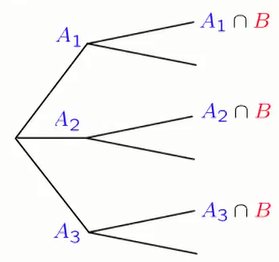 A₁ A₁ ∩ B
A₂ A₂ ∩ B
A₃ A₃ ∩ B